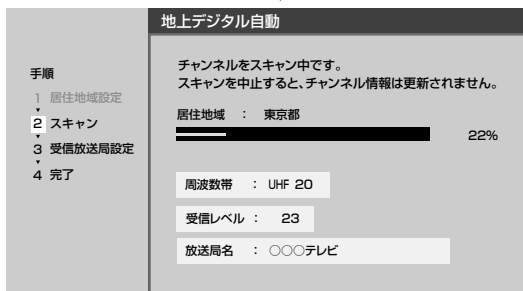 地上デジタル自動
手順
1 居住地域設定
2 スキャン
3 受信放送局設定
4 完了
チャンネルをスキャン中です。
スキャンを中止すると、チャンネル情報は更新されません。
居住地域 ： 東京都
22%
周波数帯 ： UHF 20
受信レベル ： 23
放送局名 ： ○○○テレビ